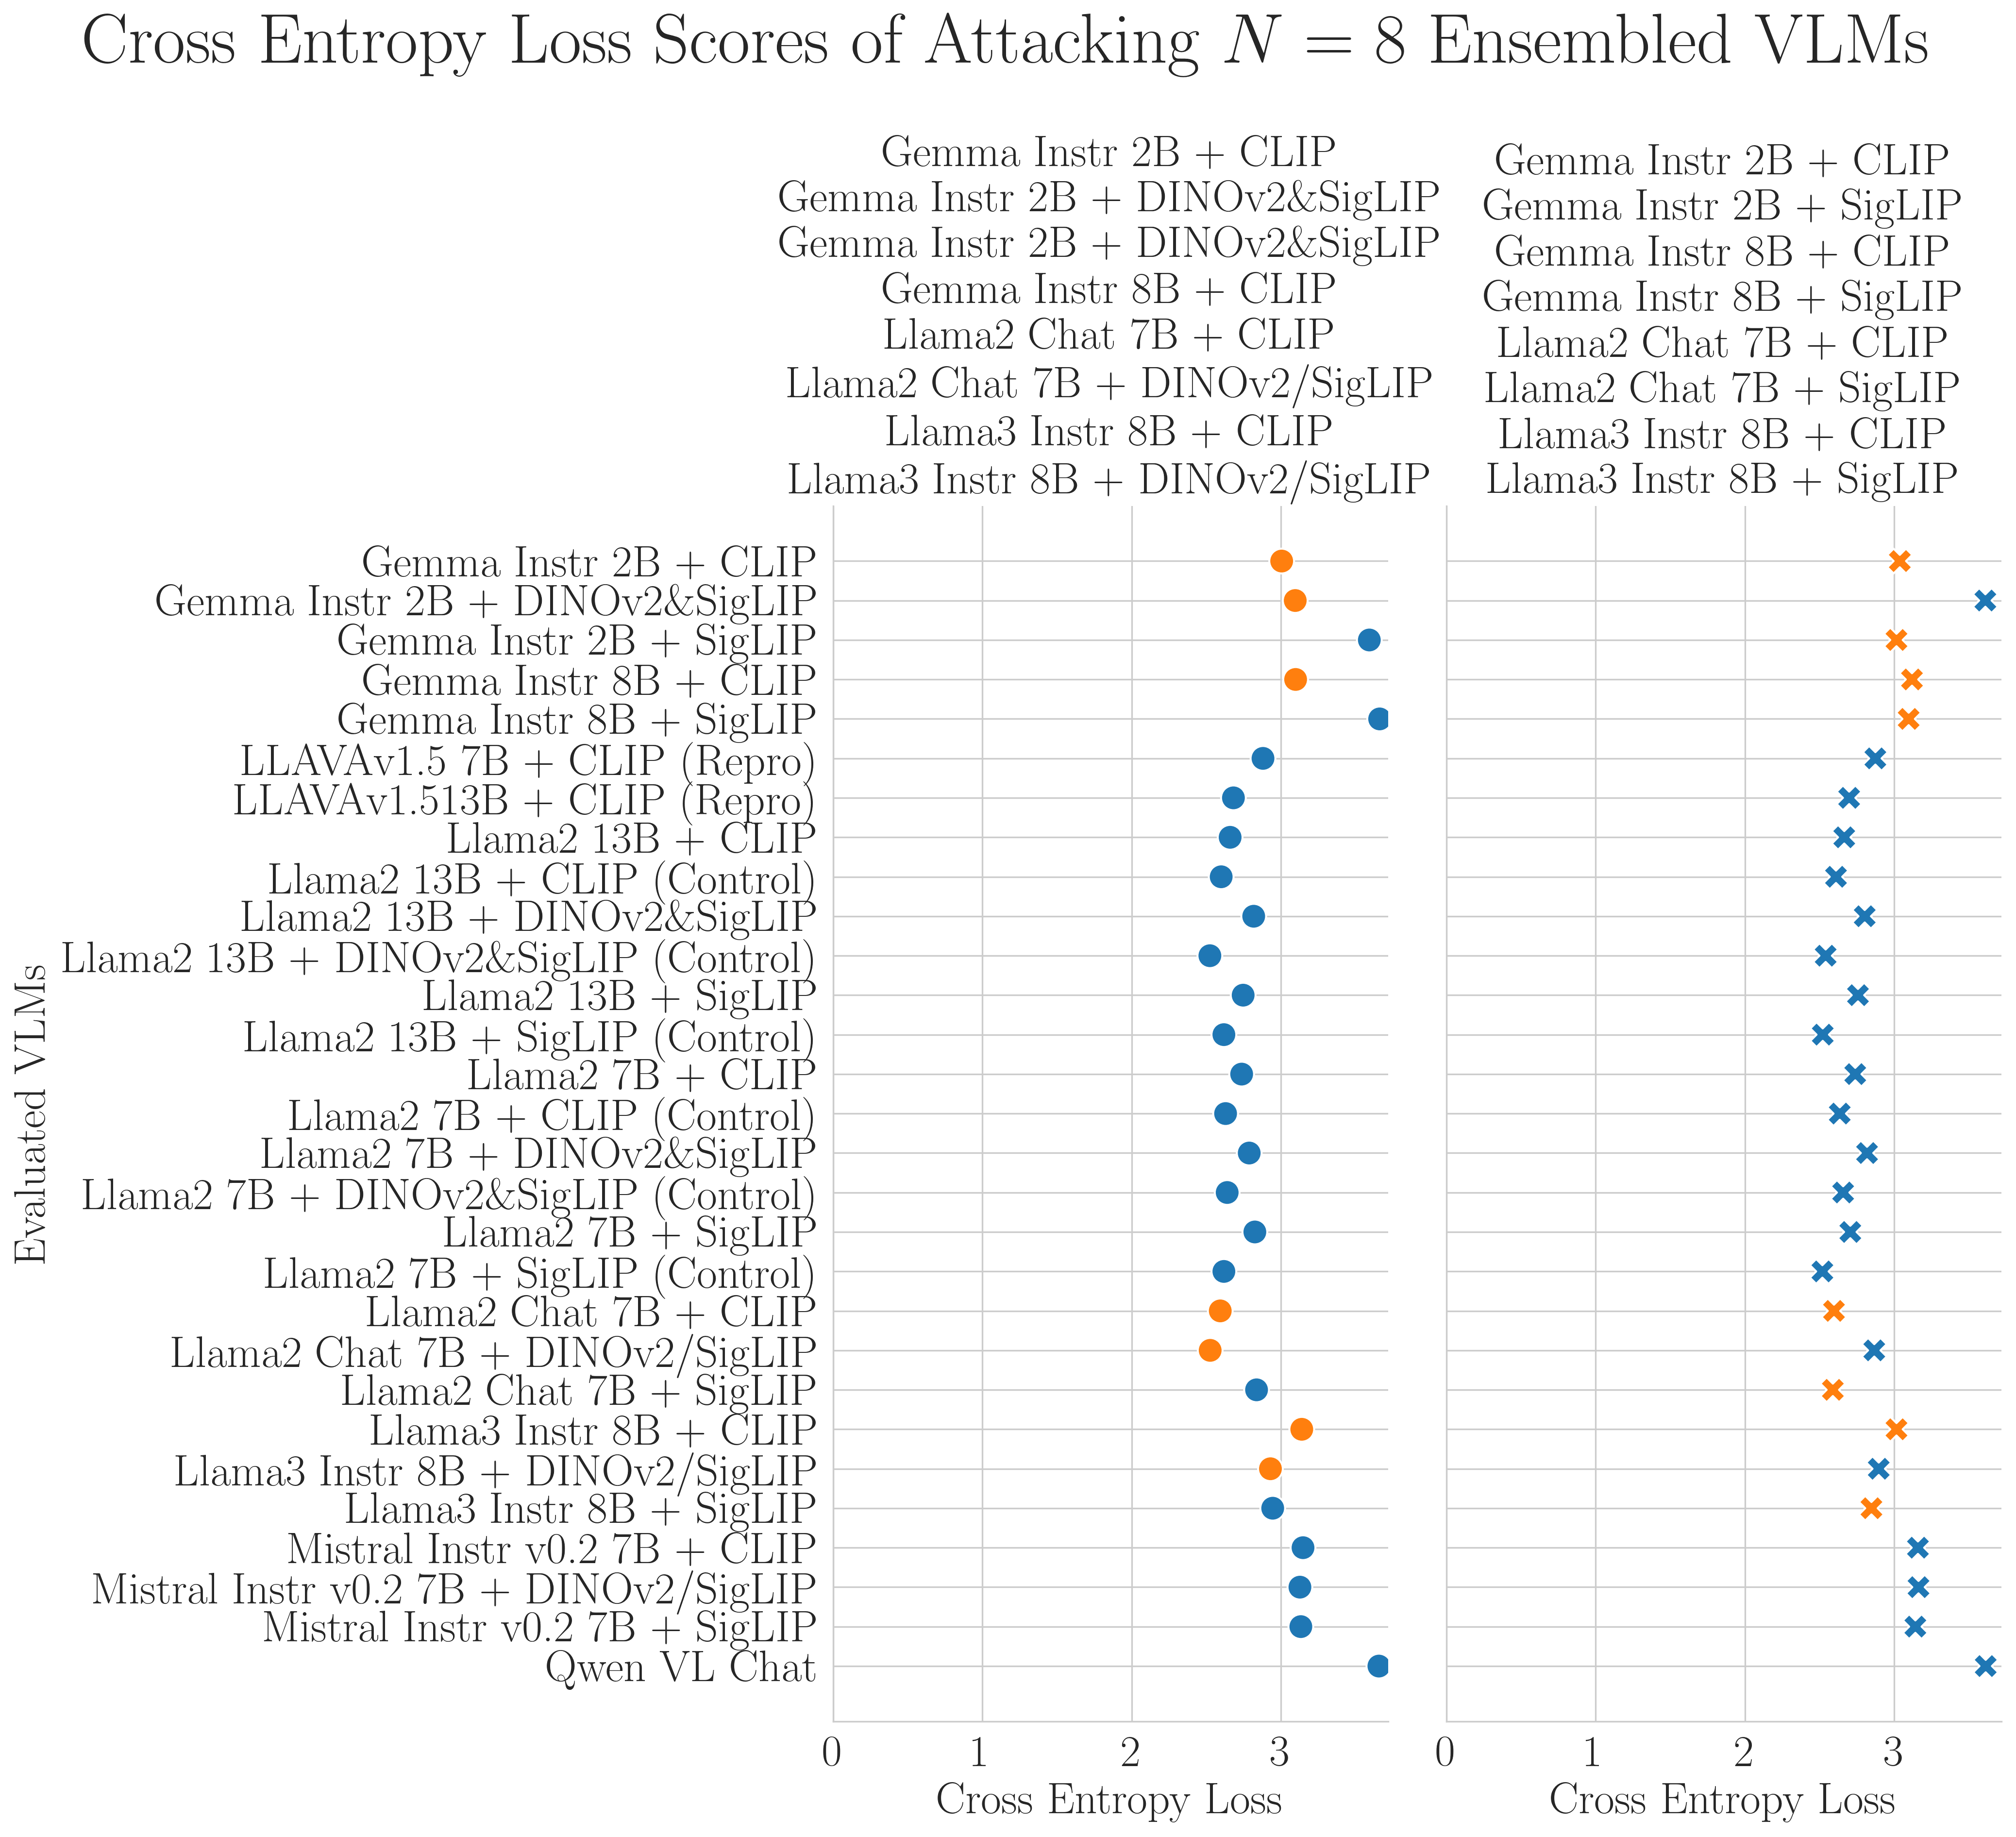 Cross Entropy Loss Scores of Attacking N = 8 Ensembled VLMs
Gemma Instr 2B + CLIP
Gemma Instr 2B + DINOv2&SigLIP
Gemma Instr 2B + DINOv2&SigLIP
Gemma Instr 8B + CLIP
Llama2 Chat 7B + CLIP
Llama2 Chat 7B + DINOv2/SigLIP
Llama3 Instr 8B + CLIP
Llama3 Instr 8B + DINOv2/SigLIP
Gemma Instr 2B + CLIP
Gemma Instr 2B + SigLIP
Gemma Instr 8B + CLIP
Gemma Instr 8B + SigLIP
Llama2 Chat 7B + CLIP
Llama2 Chat 7B + SigLIP
Llama3 Instr 8B + CLIP
Llama3 Instr 8B + SigLIP
Evaluated VLMs
Gemma Instr 2B + CLIP
Gemma Instr 2B + DINOv2&SigLIP
Gemma Instr 2B + SigLIP
Gemma Instr 8B + CLIP
Gemma Instr 8B + SigLIP
LLAVAv1.5 7B + CLIP (Repro)
LLAVAv1.513B + CLIP (Repro)
Llama2 13B + CLIP
Llama2 13B + CLIP (Control)
Llama2 13B + DINOv2&SigLIP
Llama2 13B + DINOv2&SigLIP (Control)
Llama2 13B + SigLIP
Llama2 13B + SigLIP (Control)
Llama2 7B + CLIP
Llama2 7B + CLIP (Control)
Llama2 7B + DINOv2&SigLIP
Llama2 7B + DINOv2&SigLIP (Control)
Llama2 7B + SigLIP
Llama2 7B + SigLIP (Control)
Llama2 Chat 7B + CLIP
Llama2 Chat 7B + DINOv2/SigLIP
Llama2 Chat 7B + SigLIP
Llama3 Instr 8B + CLIP
Llama3 Instr 8B + DINOv2/SigLIP
Llama3 Instr 8B + SigLIP
Mistral Instr v0.2 7B + CLIP
Mistral Instr v0.2 7B + DINOv2/SigLIP
Mistral Instr v0.2 7B + SigLIP
Qwen VL Chat
0 1 2 3
Cross Entropy Loss
0 1 2 3
Cross Entropy Loss